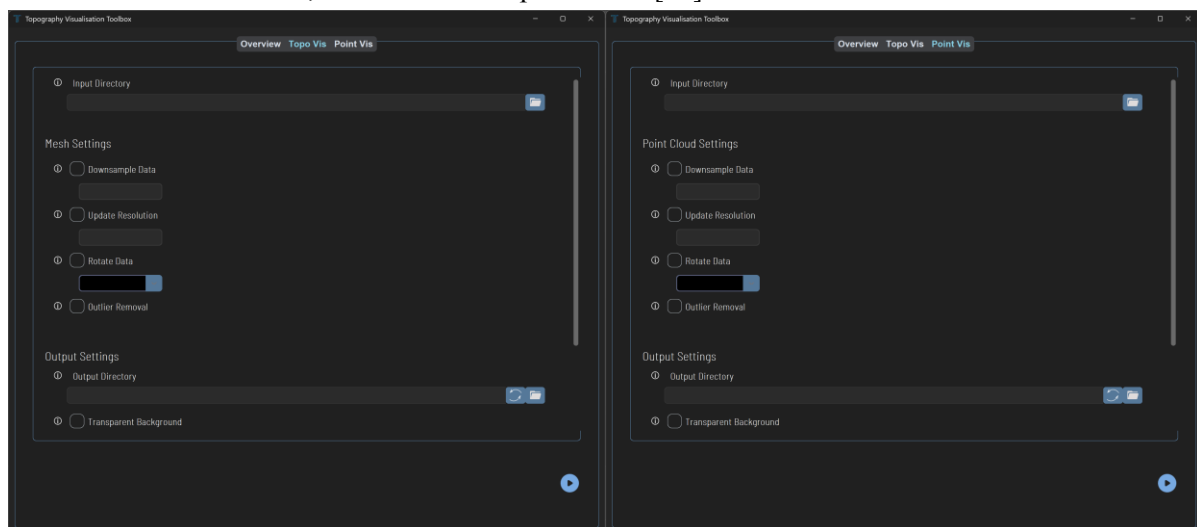 Topography Visualisation Toolbox
Overview Topo Vis Point Vis
Input Directory
Mesh Settings
Downsample Data
Update Resolution
Rotate Data
Outlier Removal
Output Settings
Output Directory
Transparent Background
Topography Visualisation Toolbox
Overview Topo Vis Point Vis
Input Directory
Point Cloud Settings
Downsample Data
Update Resolution
Rotate Data
Outlier Removal
Output Settings
Output Directory
Transparent Background